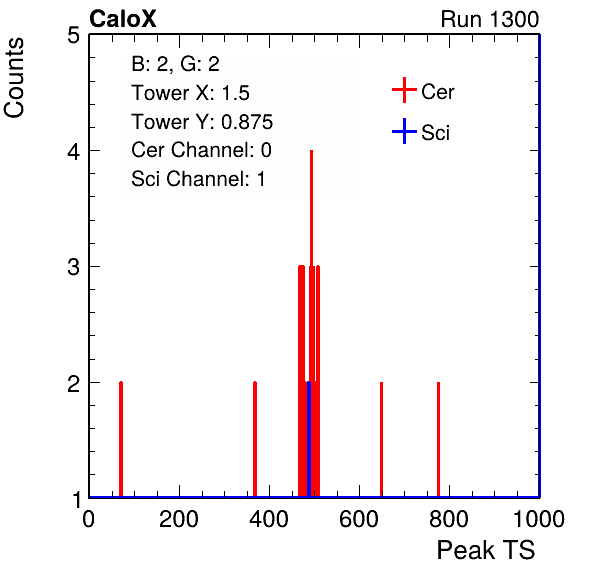 CaloX Run 1300
Counts
B: 2, G: 2
Tower X: 1.5
Tower Y: 0.875
Cer Channel: 0
Sci Channel: 1
Cer
Sci
5
4
3
2
1
0 200 400 600 800 1000
Peak TS